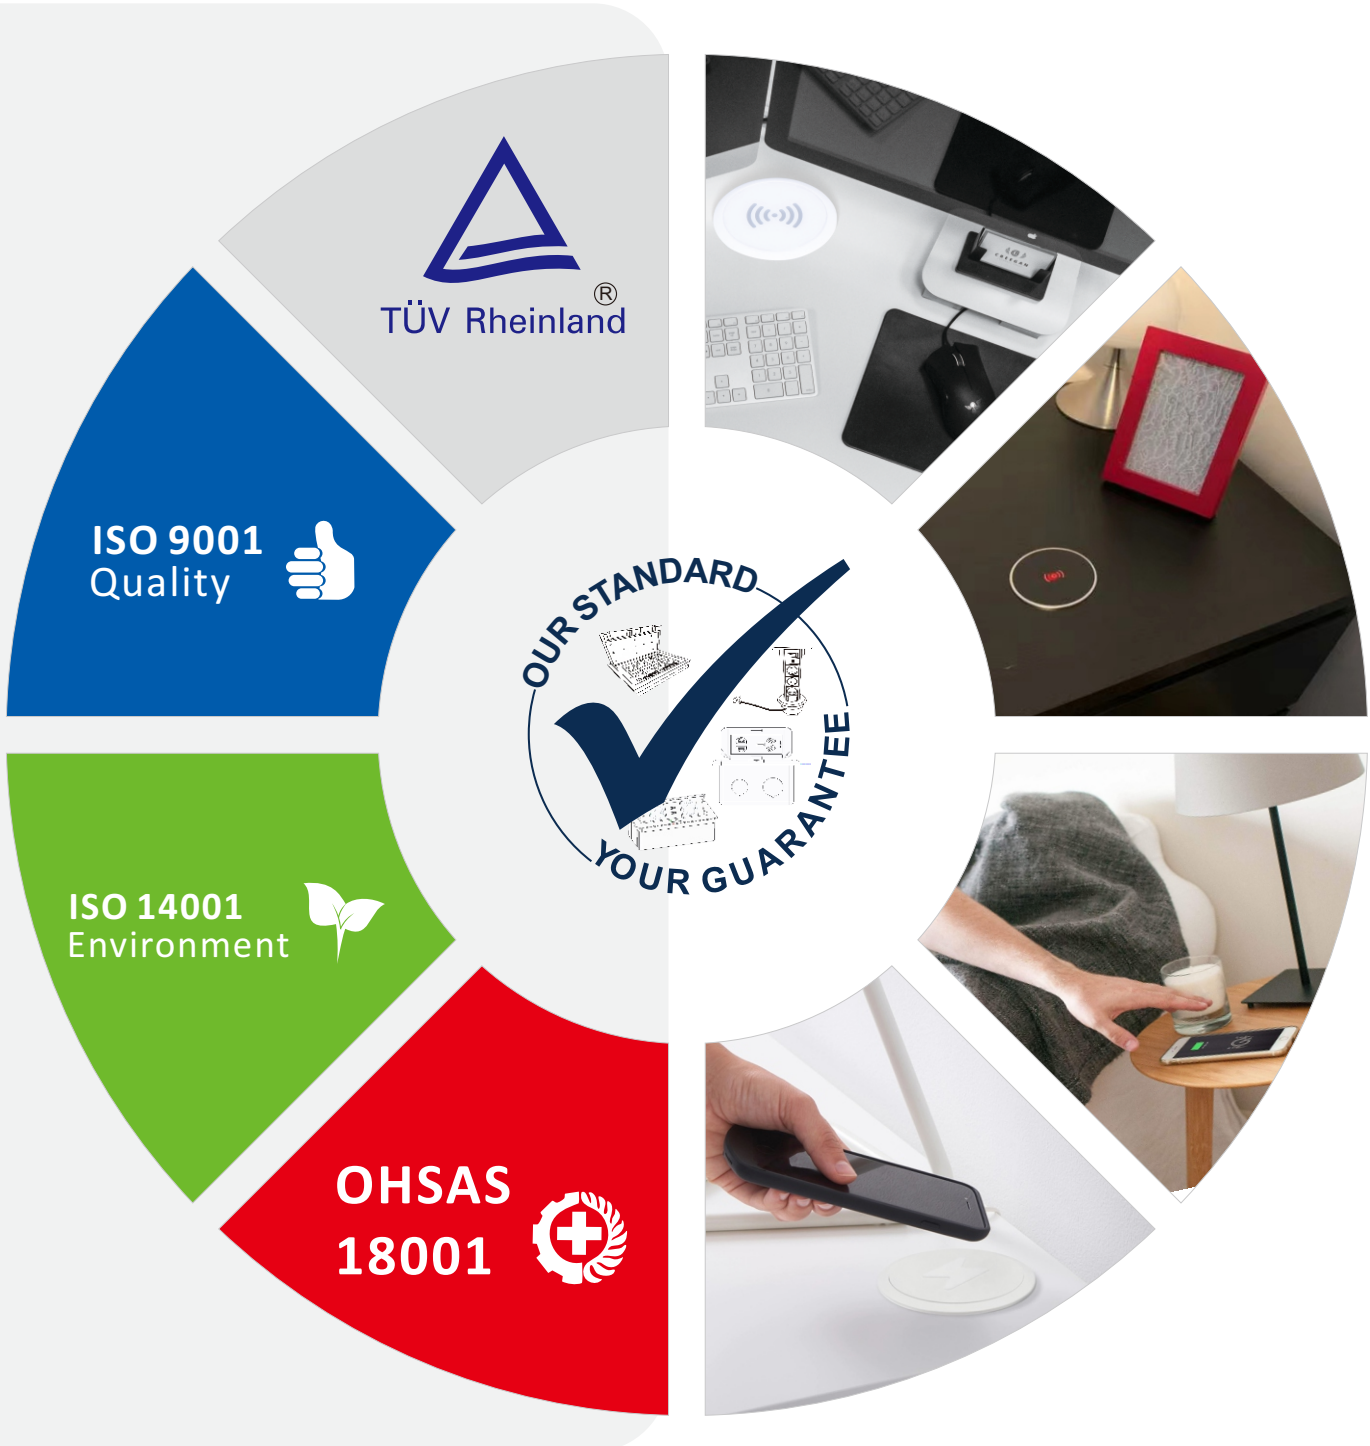 TÜV Rheinland®
ISO 9001
Quality
ISO 14001
Environment
OHSAS
18001
OUR STANDARD
YOUR GUARANTEE